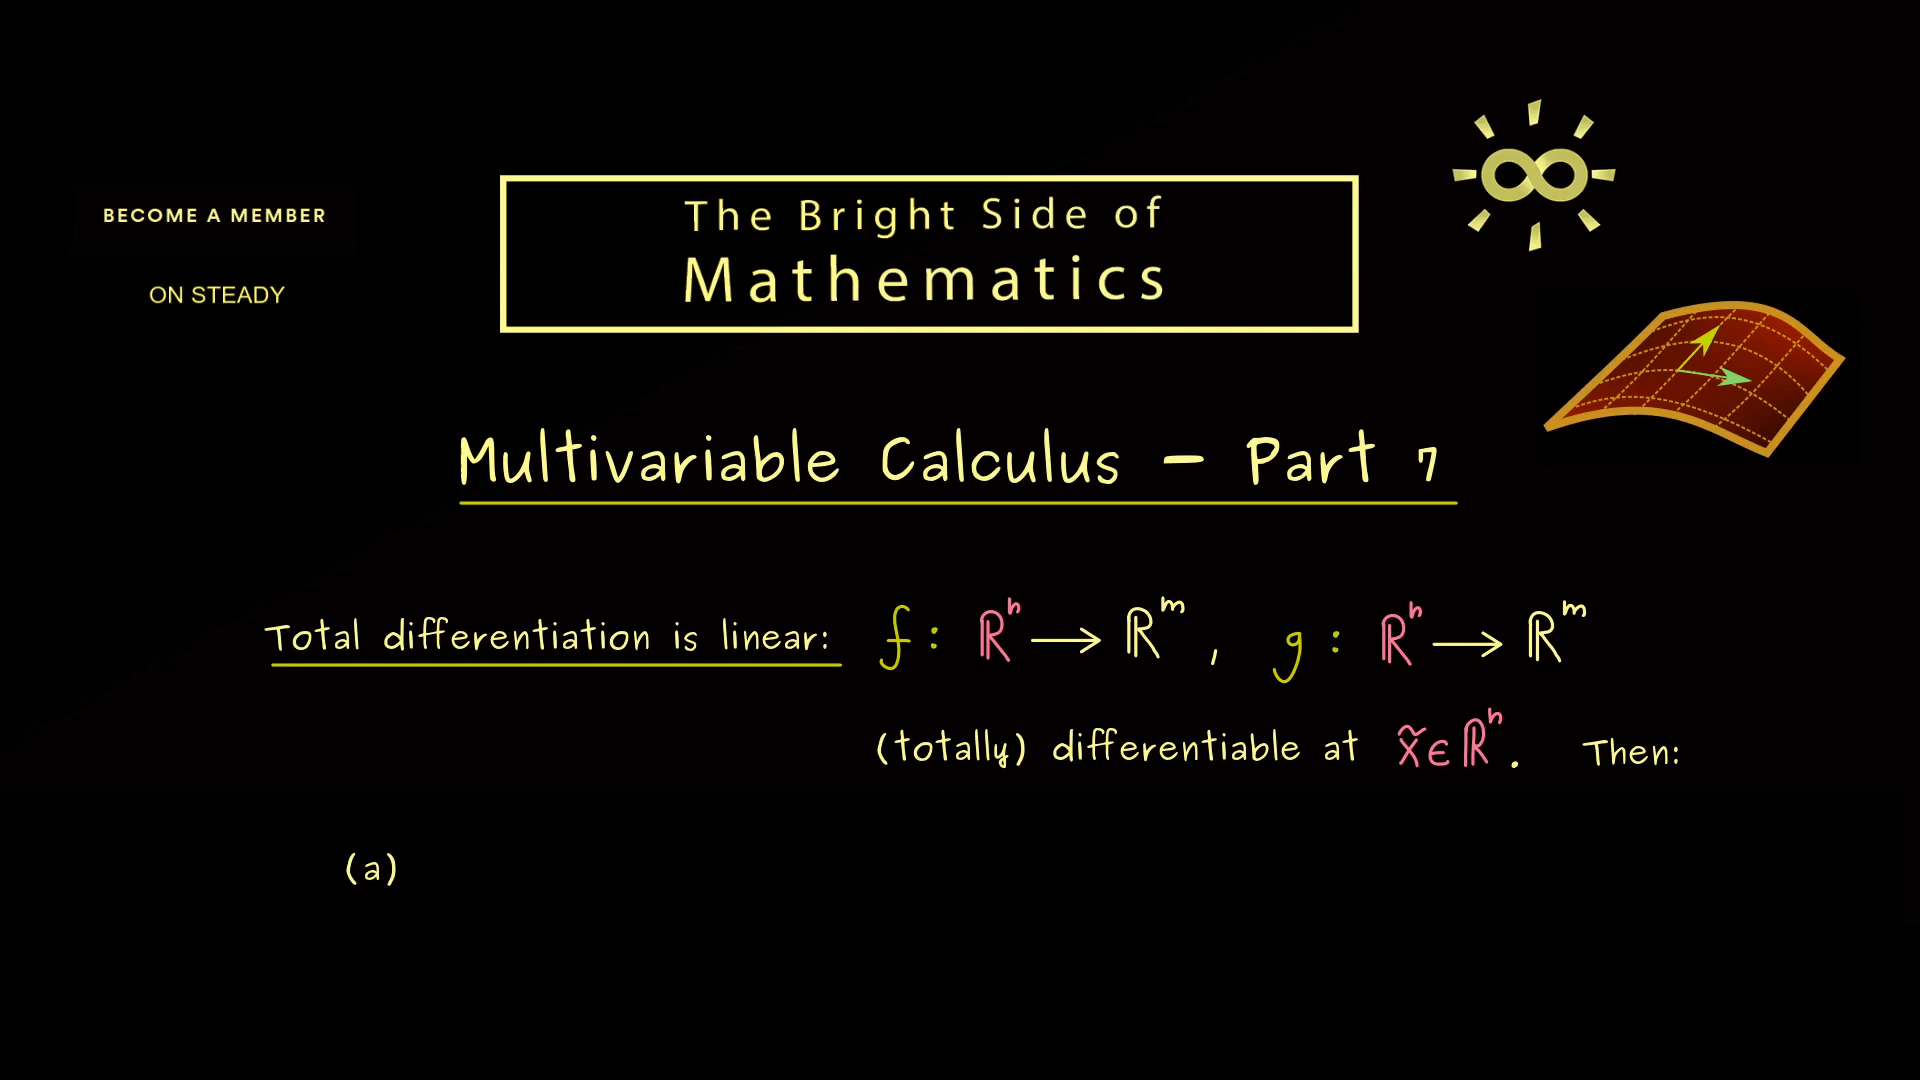 BECOME A MEMBER
ON STEADY
The Bright Side of
Mathematics
Multivariable Calculus – Part 7
Total differentiation is linear: f : ℝⁿ ⟶ ℝᵐ , g : ℝⁿ ⟶ ℝᵐ
(totally) differentiable at x̃ ∈ ℝⁿ . Then:
(a)